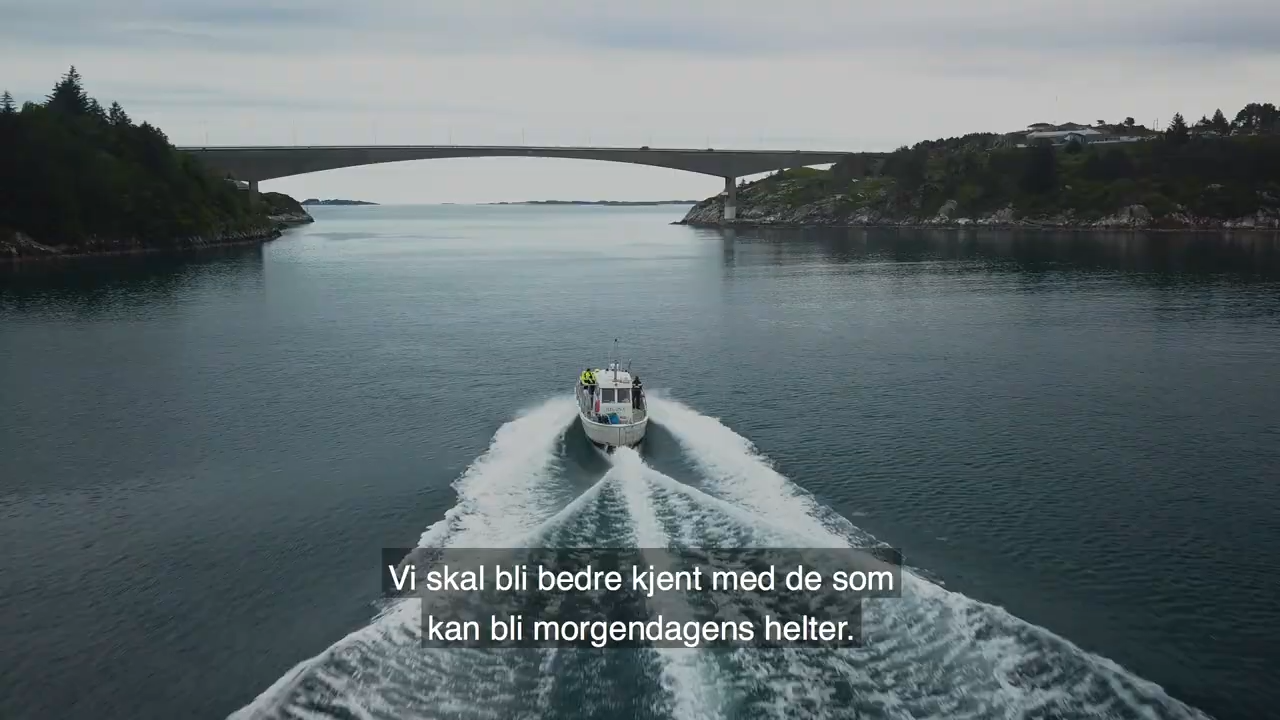 Vi skal bli bedre kjent med de som
kan bli morgendagens helter.